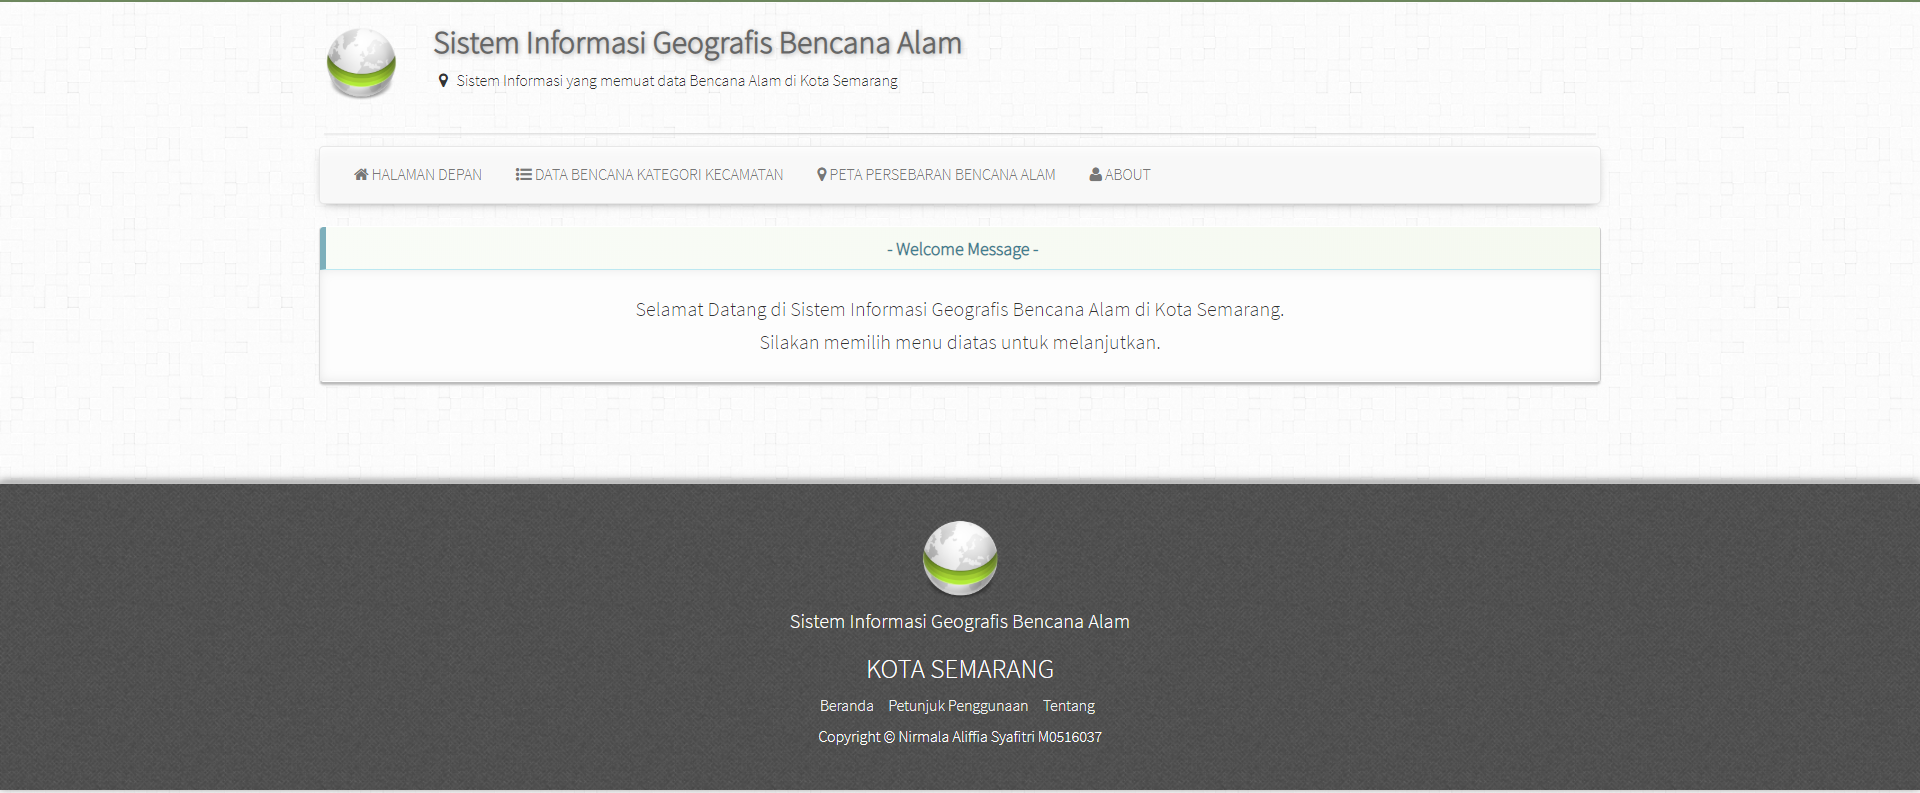 Sistem Informasi Geografis Bencana Alam
Sistem Informasi yang memuat data Bencana Alam di Kota Semarang
HALAMAN DEPAN DATA BENCANA KATEGORI KECAMATAN PETA PERSEBARAN BENCANA ALAM ABOUT
- Welcome Message -
Selamat Datang di Sistem Informasi Geografis Bencana Alam di Kota Semarang.
Silakan memilih menu diatas untuk melanjutkan.
Sistem Informasi Geografis Bencana Alam
KOTA SEMARANG
Beranda Petunjuk Penggunaan Tentang
Copyright © Nirmala Aliffia Syafitri M0516037